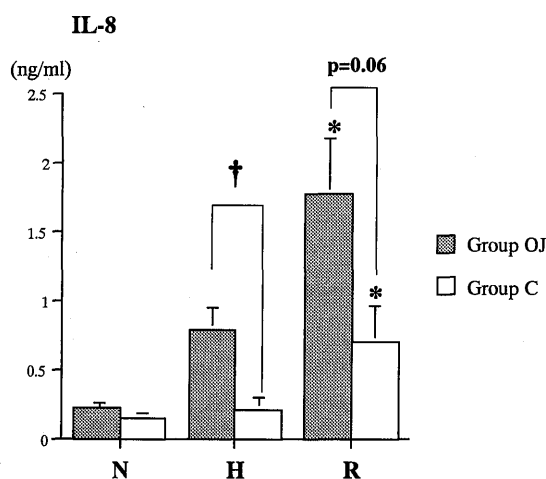 IL-8
(ng/ml)
p=0.06
2.5
2
1.5
1
0.5
0
*
†
*
Group OJ
Group C
N H R